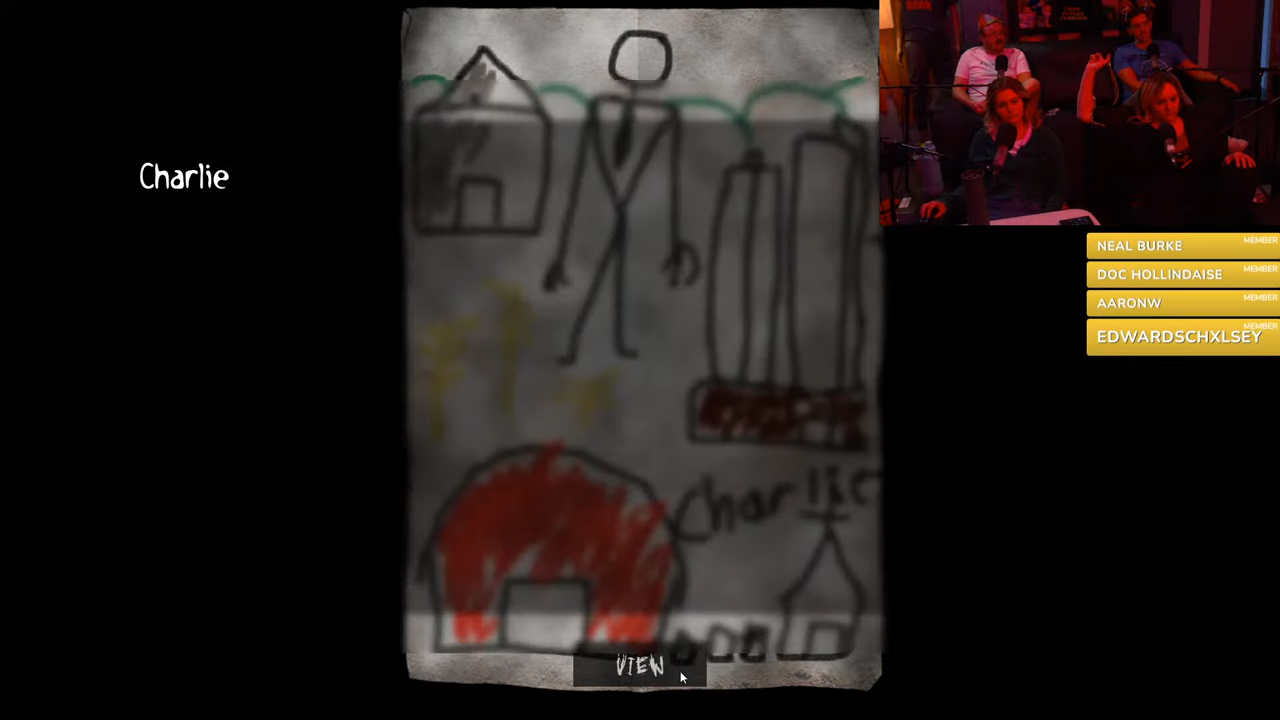 Charlie
Charlie
VIEW
NEAL BURKE
MEMBER
DOC HOLLINDAISE
MEMBER
AARONW
MEMBER
EDWARDSCHXLSEY
MEMBER